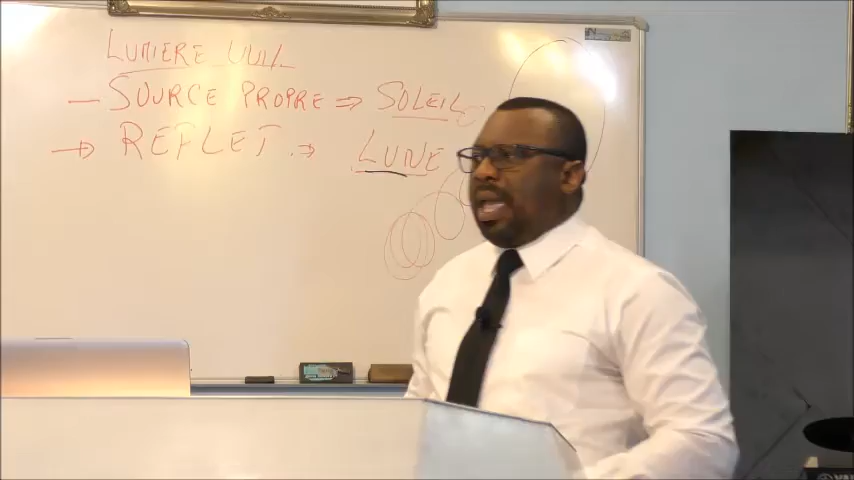 LUMIERE
— SOURCE PROPRE ⇒ SOLEIL
→ REFLET ⇒ LUNE